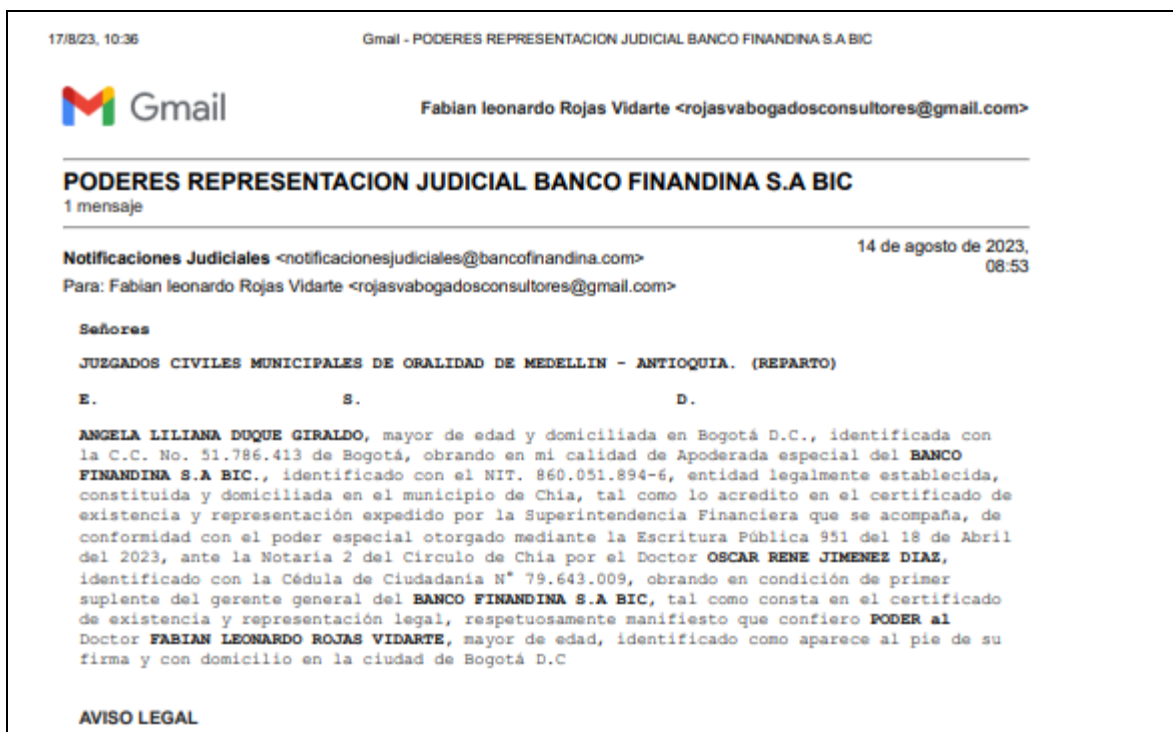 17/8/23, 10:36 Gmail - PODERES REPRESENTACION JUDICIAL BANCO FINANDINA S.A BIC
Gmail Fabian leonardo Rojas Vidarte <rojasvabogadosconsultores@gmail.com>
PODERES REPRESENTACION JUDICIAL BANCO FINANDINA S.A BIC
1 mensaje
Notificaciones Judiciales <notificacionesjudiciales@bancofinandina.com> 14 de agosto de 2023, 08:53
Para: Fabian leonardo Rojas Vidarte <rojasvabogadosconsultores@gmail.com>
Señores
JUZGADOS CIVILES MUNICIPALES DE ORALIDAD DE MEDELLIN - ANTIOQUIA. (REPARTO)
E. S. D.
ANGELA LILIANA DUQUE GIRALDO, mayor de edad y domiciliada en Bogotá D.C., identificada con
la C.C. No. 51.786.413 de Bogotá, obrando en mi calidad de Apoderada especial del BANCO
FINANDINA S.A BIC., identificado con el NIT. 860.051.894-6, entidad legalmente establecida,
constituida y domiciliada en el municipio de Chía, tal como lo acredito en el certificado de
existencia y representación expedido por la Superintendencia Financiera que se acompaña, de
conformidad con el poder especial otorgado mediante la Escritura Pública 951 del 18 de Abril
del 2023, ante la Notaria 2 del Circulo de Chía por el Doctor OSCAR RENE JIMENEZ DIAZ,
identificado con la Cédula de Ciudadanía N° 79.643.009, obrando en condición de primer
suplente del gerente general del BANCO FINANDINA S.A BIC, tal como consta en el certificado
de existencia y representación legal, respetuosamente manifiesto que confiero PODER al
Doctor FABIAN LEONARDO ROJAS VIDARTE, mayor de edad, identificado como aparece al pie de su
firma y con domicilio en la ciudad de Bogotá D.C
AVISO LEGAL